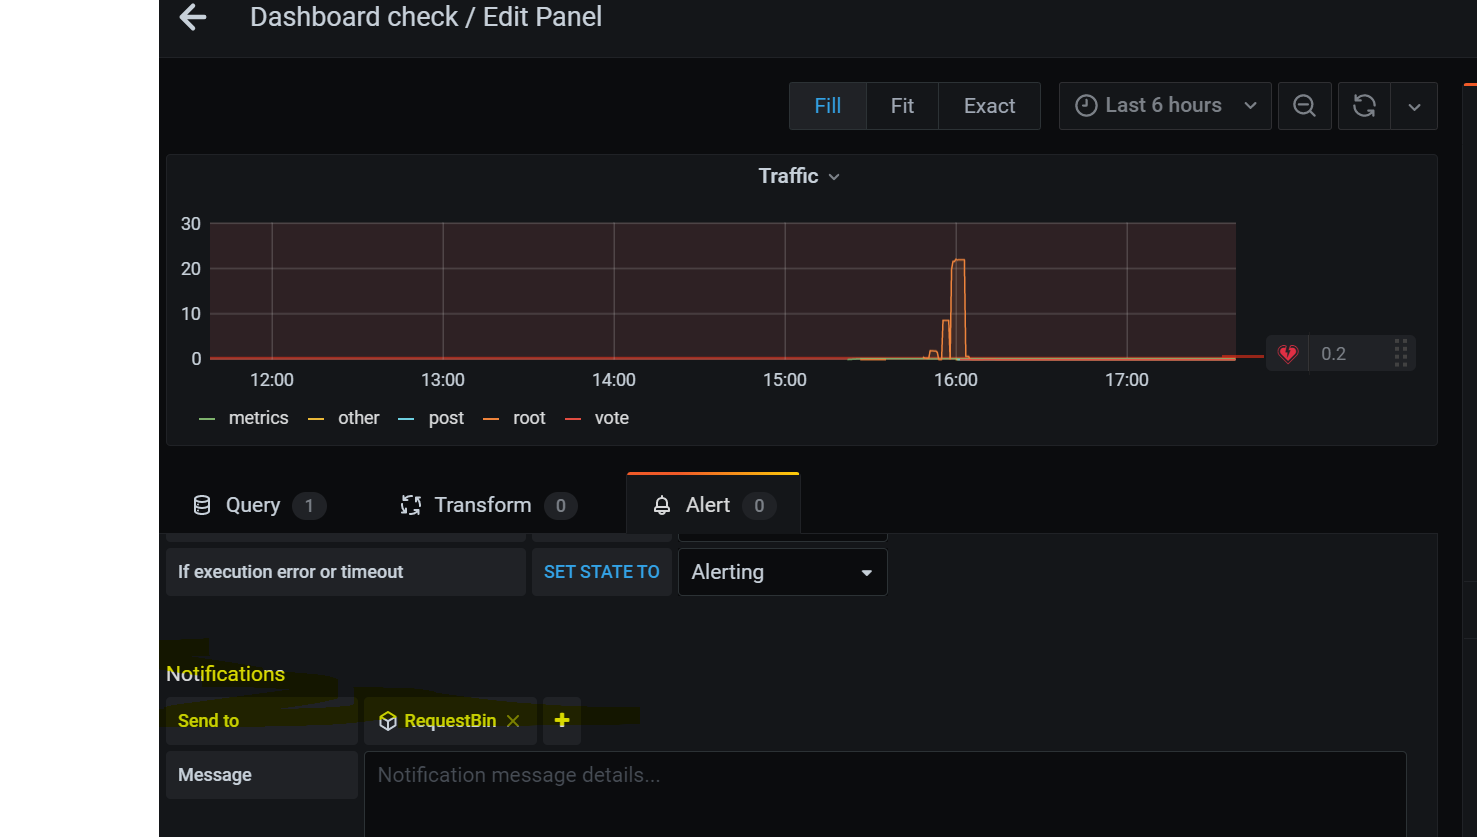 Dashboard check / Edit Panel
Fill Fit Exact Last 6 hours
Traffic
30
20
10
0
0.2
12:00 13:00 14:00 15:00 16:00 17:00
metrics other post root vote
Query 1 Transform 0 Alert 0
If execution error or timeout SET STATE TO Alerting
Notifications
Send to RequestBin
Message Notification message details...